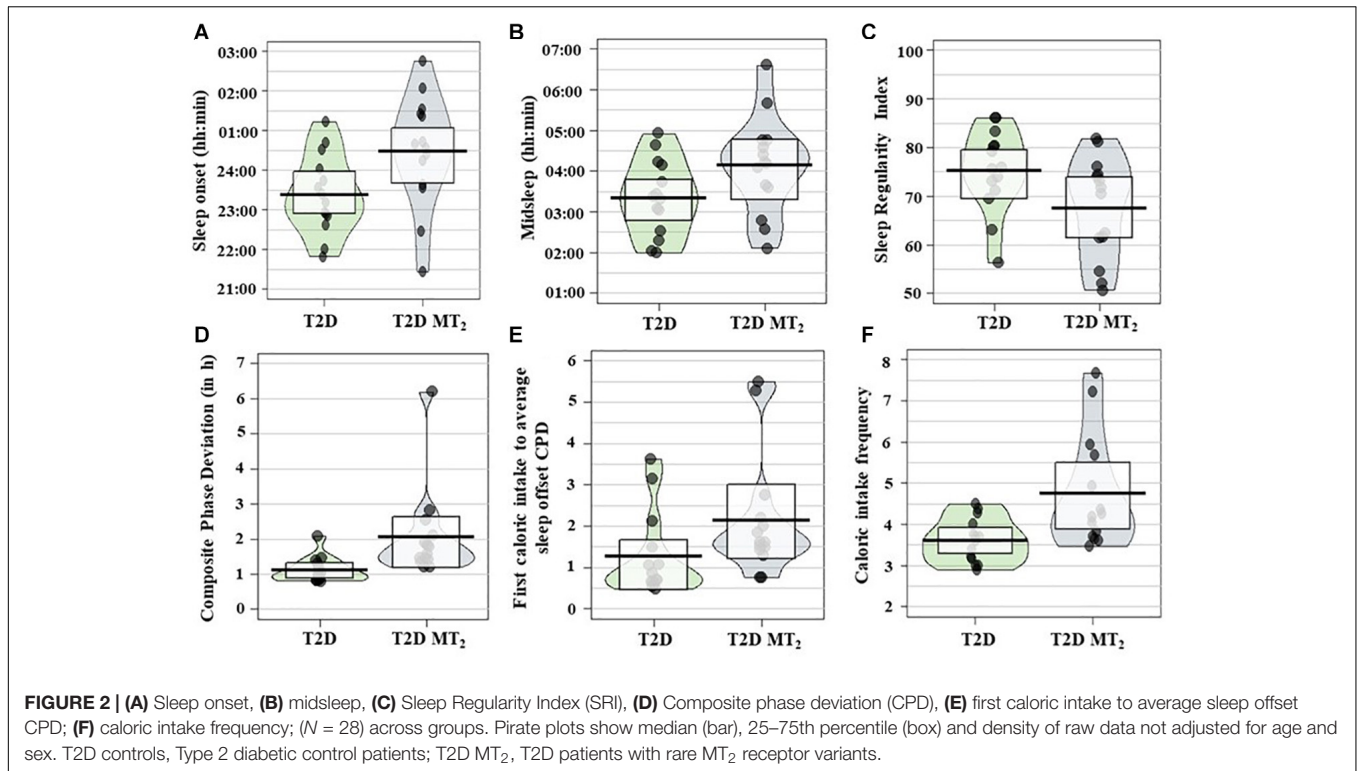 A
Sleep onset (hh:min)
03:00
02:00
01:00
24:00
23:00
22:00
21:00
T2D
T2D MT₂
B
Midsleep (hh:min)
07:00
06:00
05:00
04:00
03:00
02:00
01:00
T2D
T2D MT₂
C
Sleep Regularity Index
100
90
80
70
60
50
T2D
T2D MT₂
D
Composite Phase Deviation (in h)
7
6
5
4
3
2
1
0
T2D
T2D MT₂
E
First caloric intake to average
sleep offset CPD
6
5
4
3
2
1
0
T2D
T2D MT₂
F
Caloric intake frequency
8
7
6
5
4
3
2
T2D
T2D MT₂
FIGURE 2 | (A) Sleep onset, (B) midsleep, (C) Sleep Regularity Index (SRI), (D) Composite phase deviation (CPD), (E) first caloric intake to average sleep offset
CPD; (F) caloric intake frequency; (N = 28) across groups. Pirate plots show median (bar), 25–75th percentile (box) and density of raw data not adjusted for age and
sex. T2D controls, Type 2 diabetic control patients; T2D MT₂, T2D patients with rare MT₂ receptor variants.